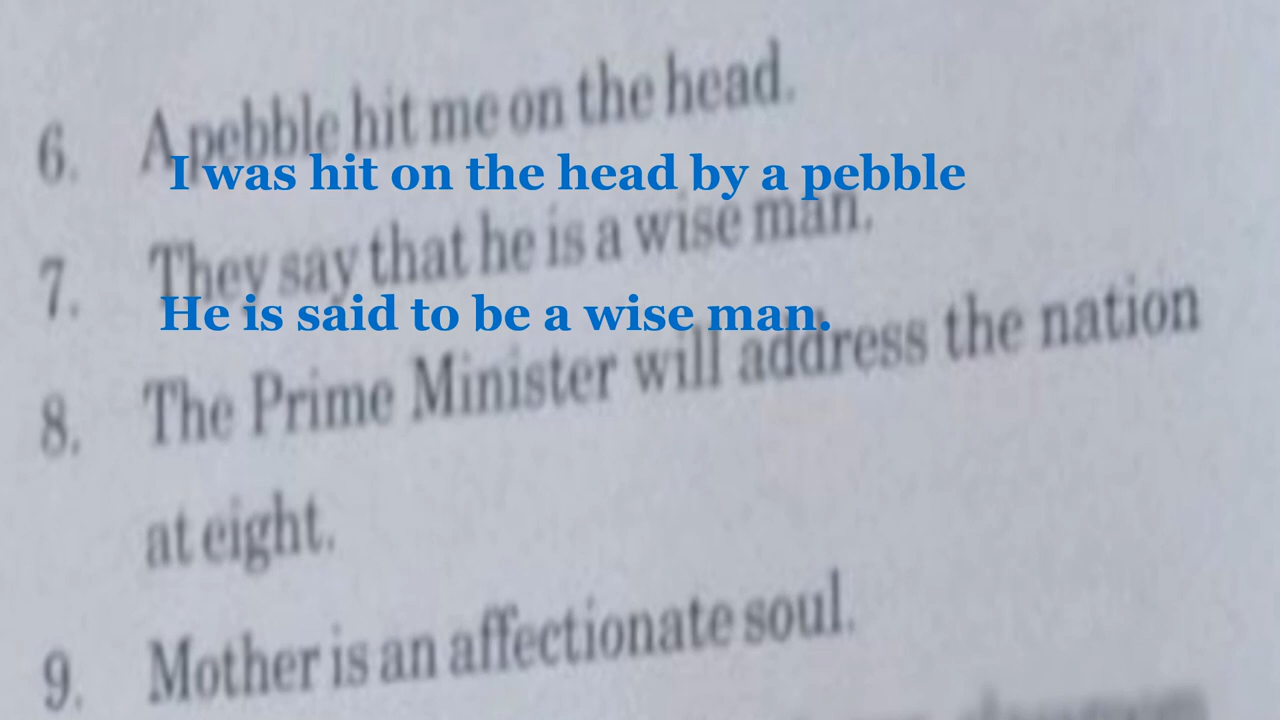 6. A pebble hit me on the head.
I was hit on the head by a pebble
7. They say that he is a wise man.
He is said to be a wise man.
8. The Prime Minister will address the nation
at eight.
9. Mother is an affectionate soul.